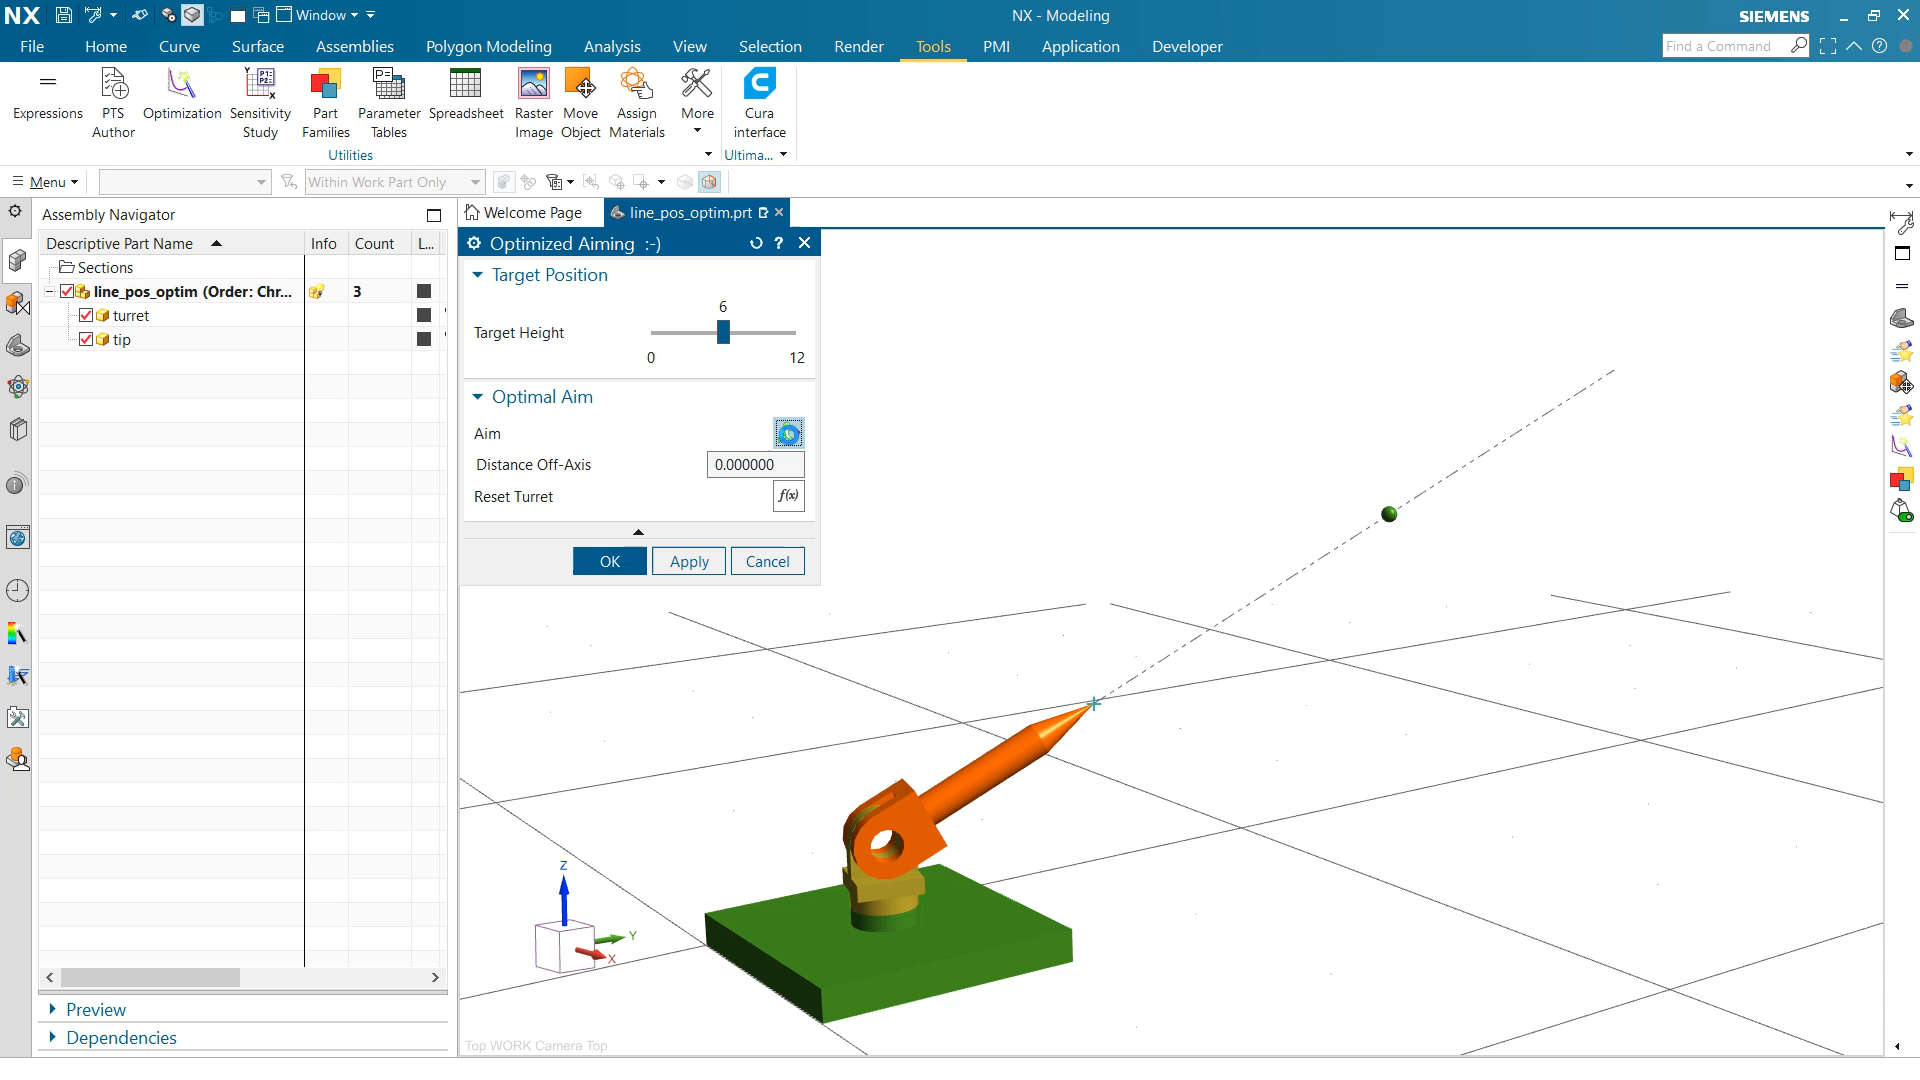 NX
Window
NX - Modeling
SIEMENS
File Home Curve Surface Assemblies Polygon Modeling Analysis View Selection Render Tools PMI Application Developer
Find a Command
Expressions
PTS Author
Optimization
Sensitivity Study
Part Families
Parameter Tables
Spreadsheet
Raster Image
Move Object
Assign Materials
More
Cura interface
Utilities
Ultima...
Menu
Within Work Part Only
Assembly Navigator
Welcome Page
line_pos_optim.prt
Descriptive Part Name Info Count L...
Sections
line_pos_optim (Order: Chr... 3
turret
tip
Preview
Dependencies
Optimized Aiming :-)
Target Position
6
Target Height
0 12
Optimal Aim
Aim
Distance Off-Axis 0.000000
Reset Turret f(x)
OK Apply Cancel
Z
Y
X
Top WORK Camera Top